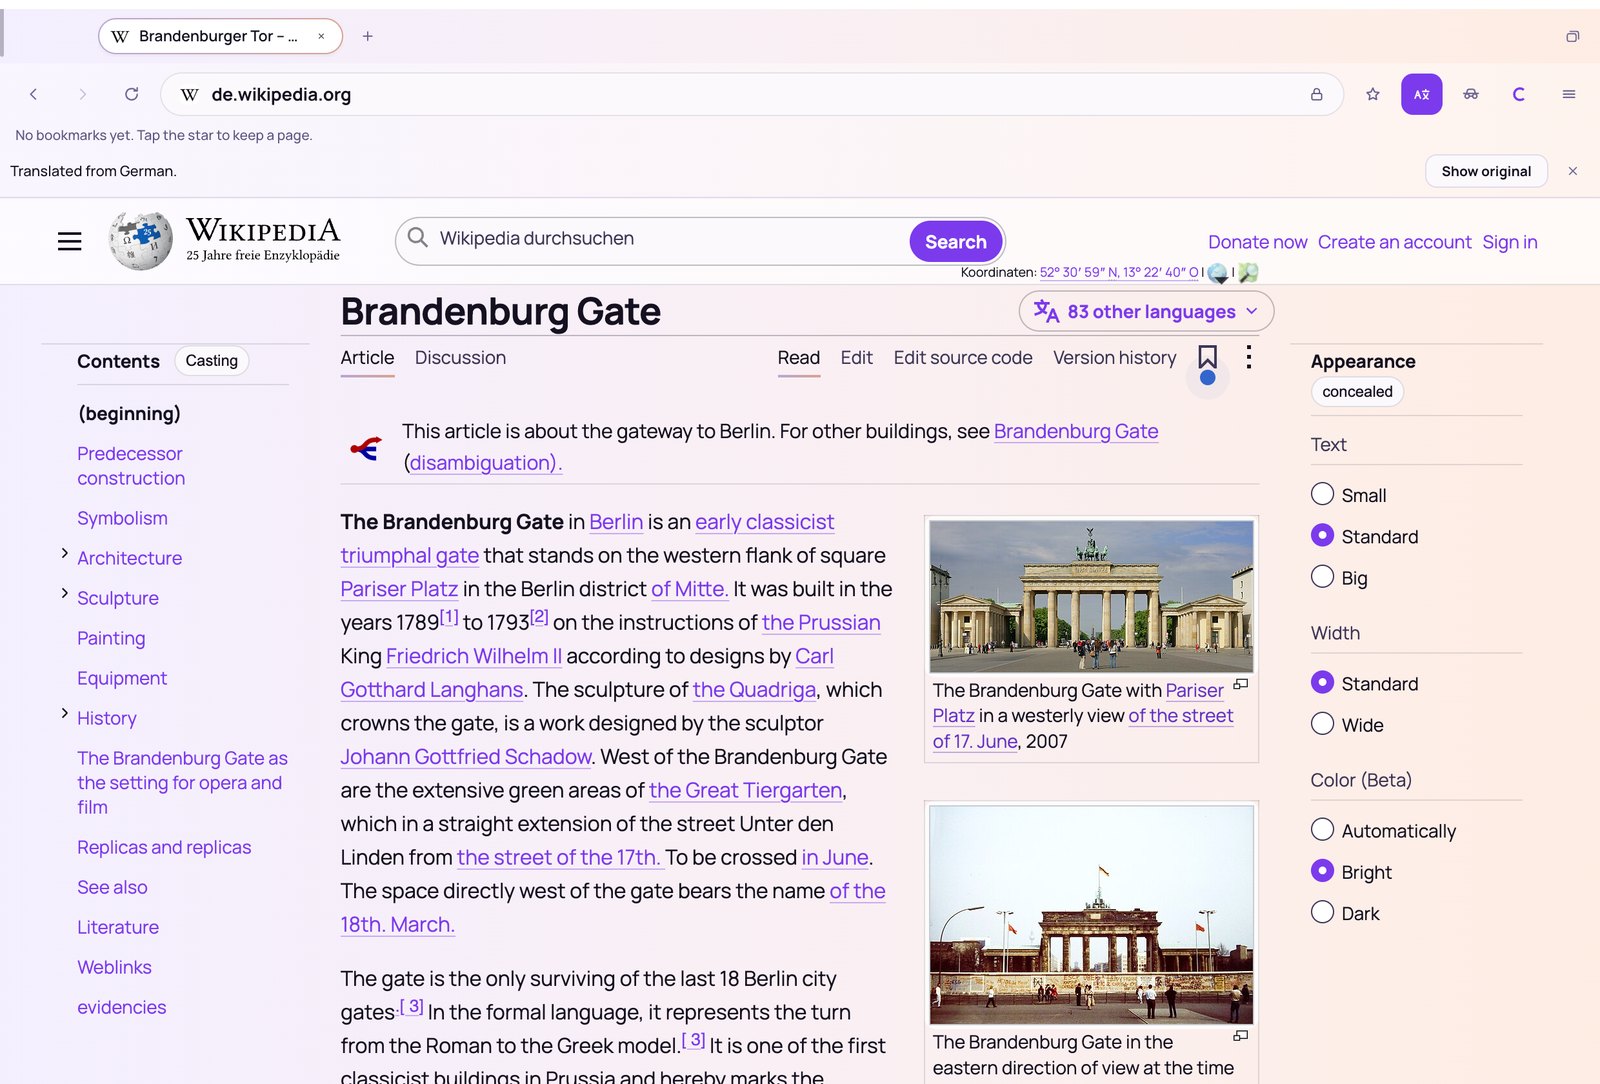 Brandenburger Tor – ...
de.wikipedia.org
No bookmarks yet. Tap the star to keep a page.
Translated from German.
Show original
WIKIPEDIA
25 Jahre freie Enzyklopädie
Wikipedia durchsuchen
Search
Donate now
Create an account
Sign in
Koordinaten: 52° 30′ 59″ N, 13° 22′ 40″ O | |
Brandenburg Gate
83 other languages
Article
Discussion
Read
Edit
Edit source code
Version history
Contents
Casting
(beginning)
Predecessor
construction
Symbolism
Architecture
Sculpture
Painting
Equipment
History
The Brandenburg Gate as
the setting for opera and
film
Replicas and replicas
See also
Literature
Weblinks
evidencies
This article is about the gateway to Berlin. For other buildings, see Brandenburg Gate
(disambiguation).
The Brandenburg Gate in Berlin is an early classicist
triumphal gate that stands on the western flank of square
Pariser Platz in the Berlin district of Mitte. It was built in the
years 1789[1] to 1793[2] on the instructions of the Prussian
King Friedrich Wilhelm II according to designs by Carl
Gotthard Langhans. The sculpture of the Quadriga, which
crowns the gate, is a work designed by the sculptor
Johann Gottfried Schadow. West of the Brandenburg Gate
are the extensive green areas of the Great Tiergarten,
which in a straight extension of the street Unter den
Linden from the street of the 17th. To be crossed in June.
The space directly west of the gate bears the name of the
18th. March.
The gate is the only surviving of the last 18 Berlin city
gates.[ 3] In the formal language, it represents the turn
from the Roman to the Greek model.[ 3] It is one of the first
classicist buildings in Prussia and hereby marks the
The Brandenburg Gate with Pariser
Platz in a westerly view of the street
of 17. June, 2007
The Brandenburg Gate in the
eastern direction of view at the time
Appearance
concealed
Text
Small
Standard
Big
Width
Standard
Wide
Color (Beta)
Automatically
Bright
Dark